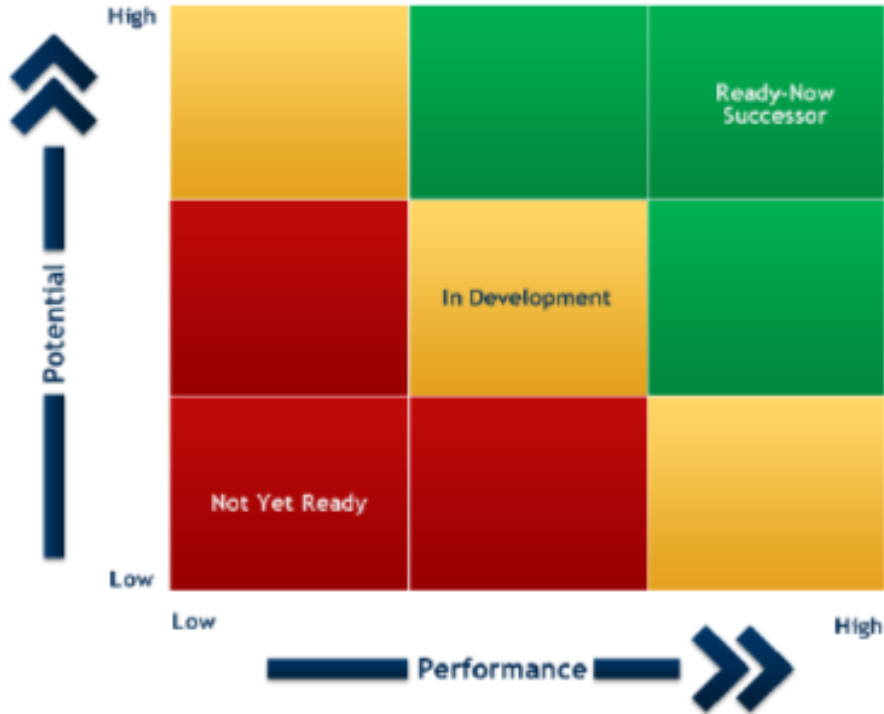 High
Ready-Now
Successor
Potential
In Development
Not Yet Ready
Low
Low
High
Performance